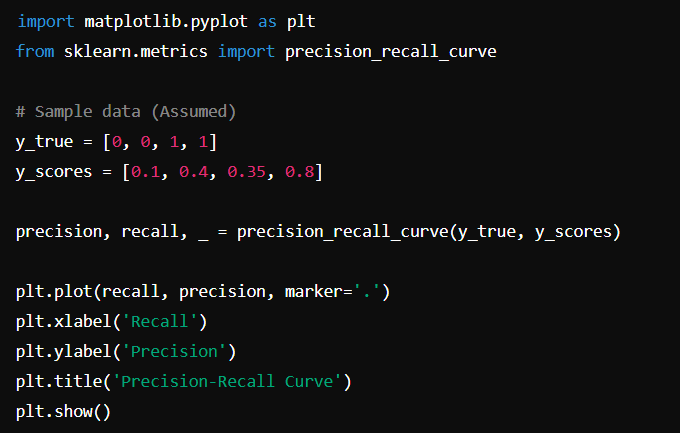 import matplotlib.pyplot as plt
from sklearn.metrics import precision_recall_curve
# Sample data (Assumed)
y_true = [0, 0, 1, 1]
y_scores = [0.1, 0.4, 0.35, 0.8]
precision, recall, _ = precision_recall_curve(y_true, y_scores)
plt.plot(recall, precision, marker='.')
plt.xlabel('Recall')
plt.ylabel('Precision')
plt.title('Precision-Recall Curve')
plt.show()